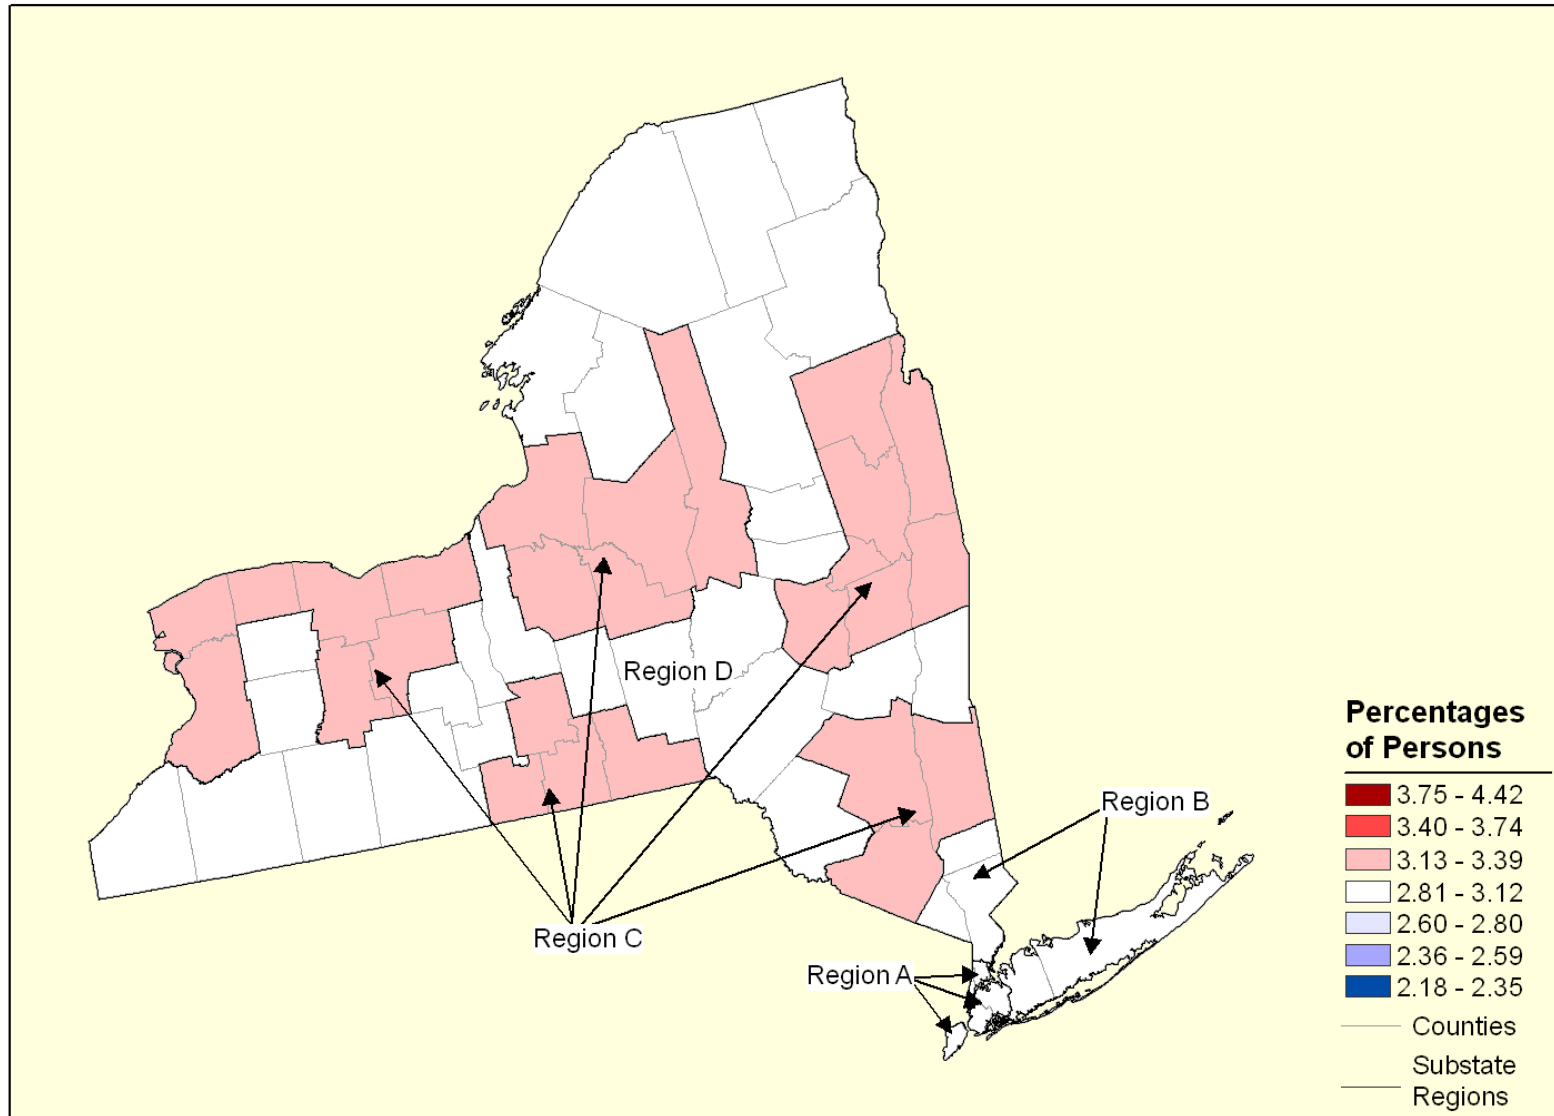 Region D
Region B
Region C
Region A
Percentages
of Persons
3.75 - 4.42
3.40 - 3.74
3.13 - 3.39
2.81 - 3.12
2.60 - 2.80
2.36 - 2.59
2.18 - 2.35
Counties
Substate
Regions